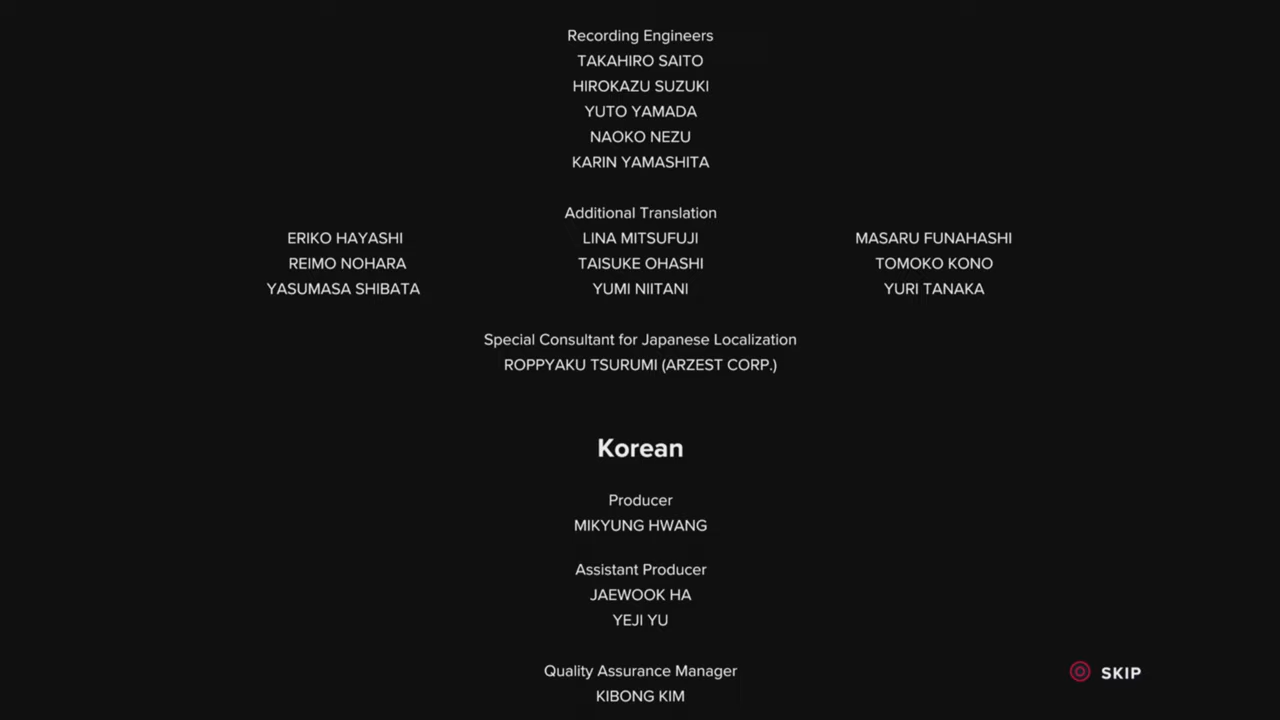 Recording Engineers
TAKAHIRO SAITO
HIROKAZU SUZUKI
YUTO YAMADA
NAOKO NEZU
KARIN YAMASHITA
Additional Translation
ERIKO HAYASHI LINA MITSUFUJI MASARU FUNAHASHI
REIMO NOHARA TAISUKE OHASHI TOMOKO KONO
YASUMASA SHIBATA YUMI NIITANI YURI TANAKA
Special Consultant for Japanese Localization
ROPPYAKU TSURUMI (ARZEST CORP.)
Korean
Producer
MIKYUNG HWANG
Assistant Producer
JAEWOOK HA
YEJI YU
Quality Assurance Manager
SKIP
KIBONG KIM